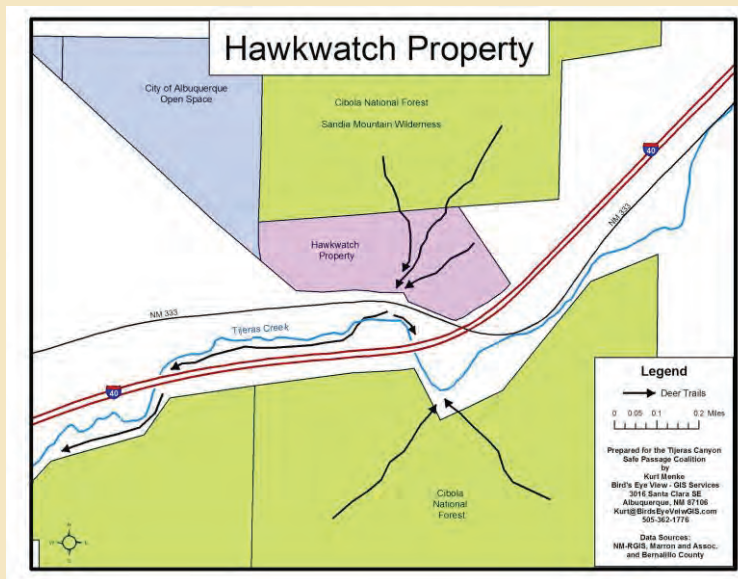 Hawkwatch Property
City of Albuquerque
Open Space
Cibola National Forest
Sandia Mountain Wilderness
40
NM 333
Hawkwatch
Property
NM 333
Tijeras Creek
40
Cibola
National
Forest
Legend
Deer Trails
0 0.05 0.1 0.2 Miles
Prepared for the Tijeras Canyon
Safe Passage Coalition
by
Kurt Menke
Bird's Eye View - GIS Services
3016 Santa Clara SE
Albuquerque, NM 87106
Kurt@BirdsEyeVeiwGIS.com
505-362-1776
Data Sources:
NM-RGIS, Marron and Assoc.
and Bernalillo County